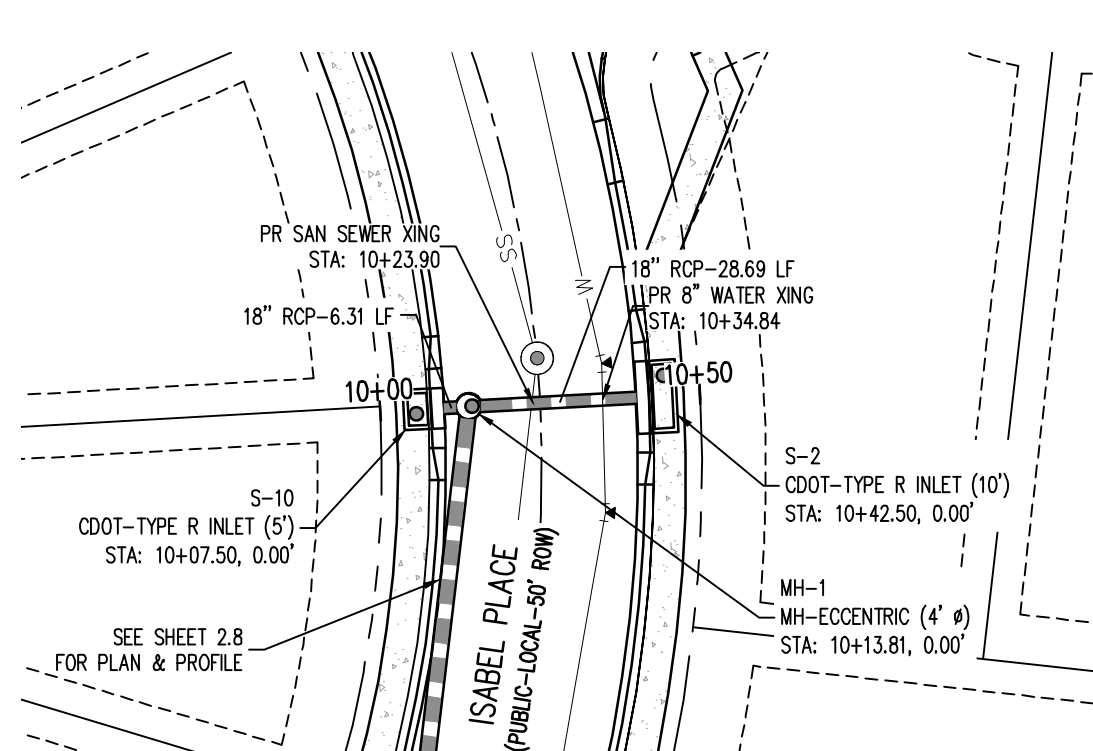 PR SAN SEWER XING
STA: 10+23.90
18" RCP-6.31 LF
SS
W
18" RCP-28.69 LF
PR 8" WATER XING
STA: 10+34.84
10+00
10+50
S-10
CDOT-TYPE R INLET (5')
STA: 10+07.50, 0.00'
S-2
CDOT-TYPE R INLET (10')
STA: 10+42.50, 0.00'
MH-1
MH-ECCENTRIC (4' ø)
STA: 10+13.81, 0.00'
SEE SHEET 2.8
FOR PLAN & PROFILE
ISABEL PLACE
(PUBLIC-LOCAL-50' ROW)